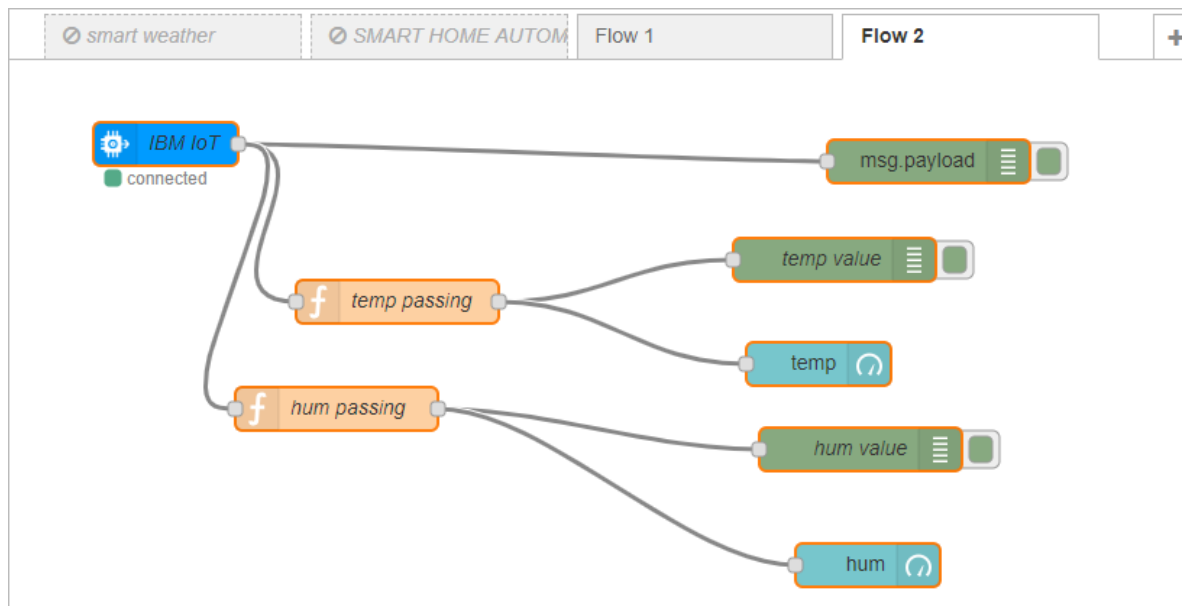 smart weather
SMART HOME AUTOM
Flow 1
Flow 2
IBM IoT
connected
msg.payload
temp value
temp passing
temp
hum passing
hum value
hum